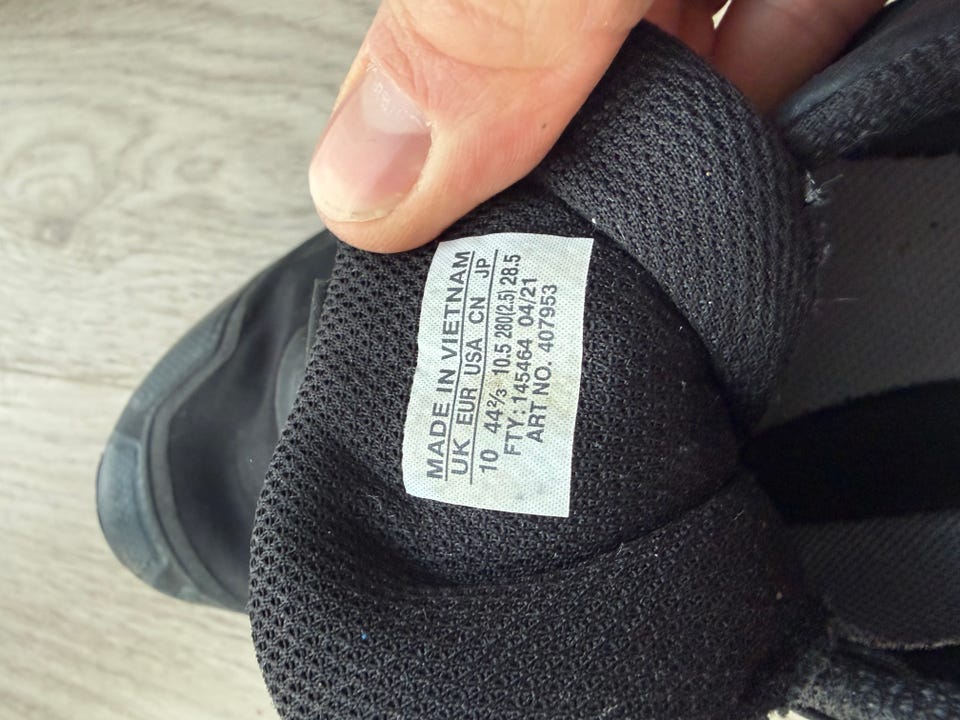 MADE IN VIETNAM
UK EUR USA CN JP
10 44⅔ 10.5 280(2.5) 28.5
FTY: 145464 04/21
ART NO. 407953